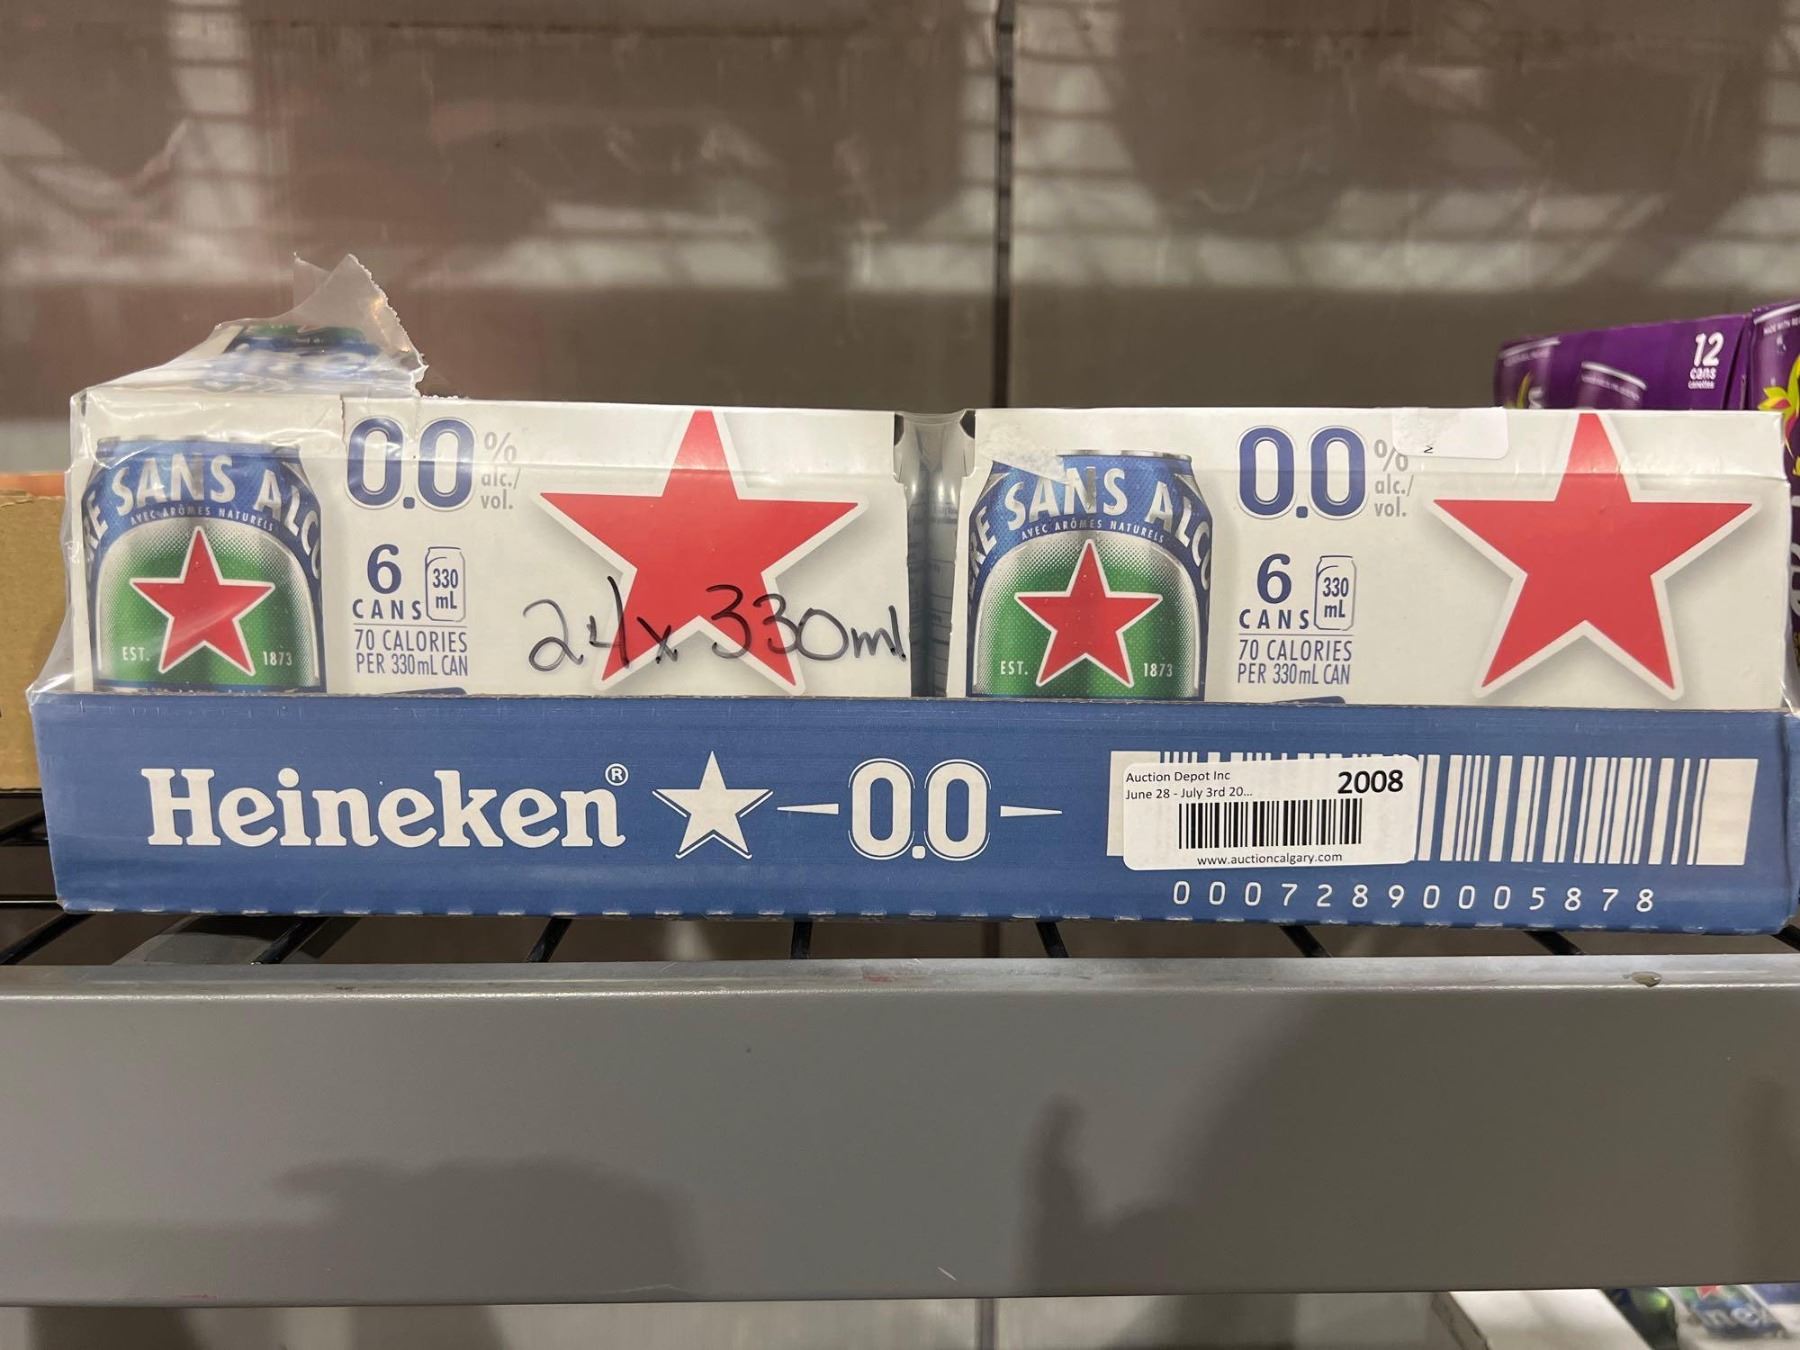 12
cans
0.0 % alc./vol.
SANS ALC
AVEC ARÔMES NATURELS
6 CANS
330 mL
70 CALORIES
PER 330mL CAN
EST. 1873
24x 330ml
0.0 % alc./vol.
SANS ALCO
AVEC ARÔMES NATURELS
6 CANS
330 mL
70 CALORIES
PER 330mL CAN
EST. 1873
Heineken® 0.0
Auction Depot Inc 2008
June 28 - July 3rd 20...
www.auctioncalgary.com
00072890005878